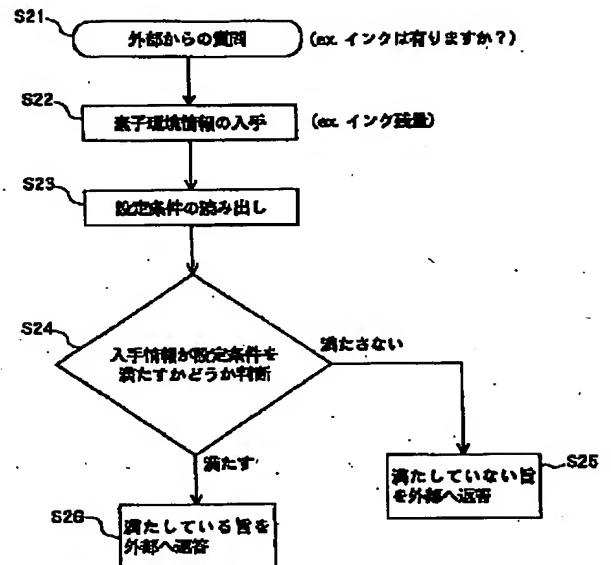 S21
外部からの質問
(ex. インクは有りますか?)
S22
素子環境情報の入手
(ex. インク残量)
S23
設定条件の読み出し
S24
入手情報が設定条件を
満たすかどうか判断
満たさない
満たす
S25
満たしていない旨
を外部へ返答
S26
満たしている旨を
外部へ返答